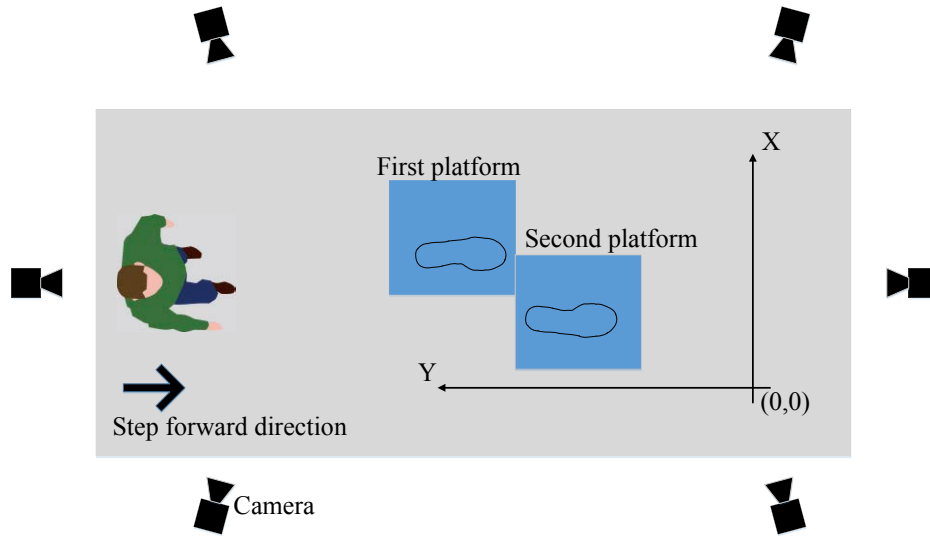 X
First platform
Second platform
Y
(0,0)
Step forward direction
Camera